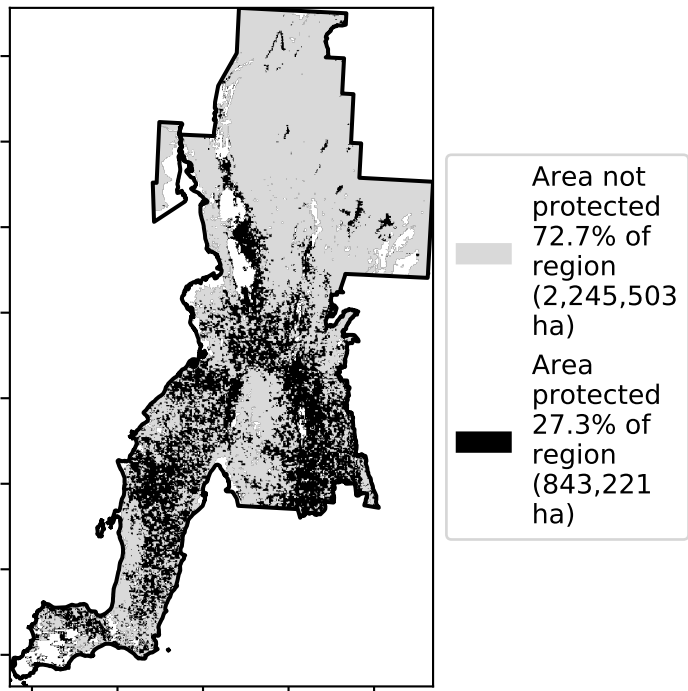 Area not
protected
72.7% of
region
(2,245,503
ha)
Area
protected
27.3% of
region
(843,221
ha)